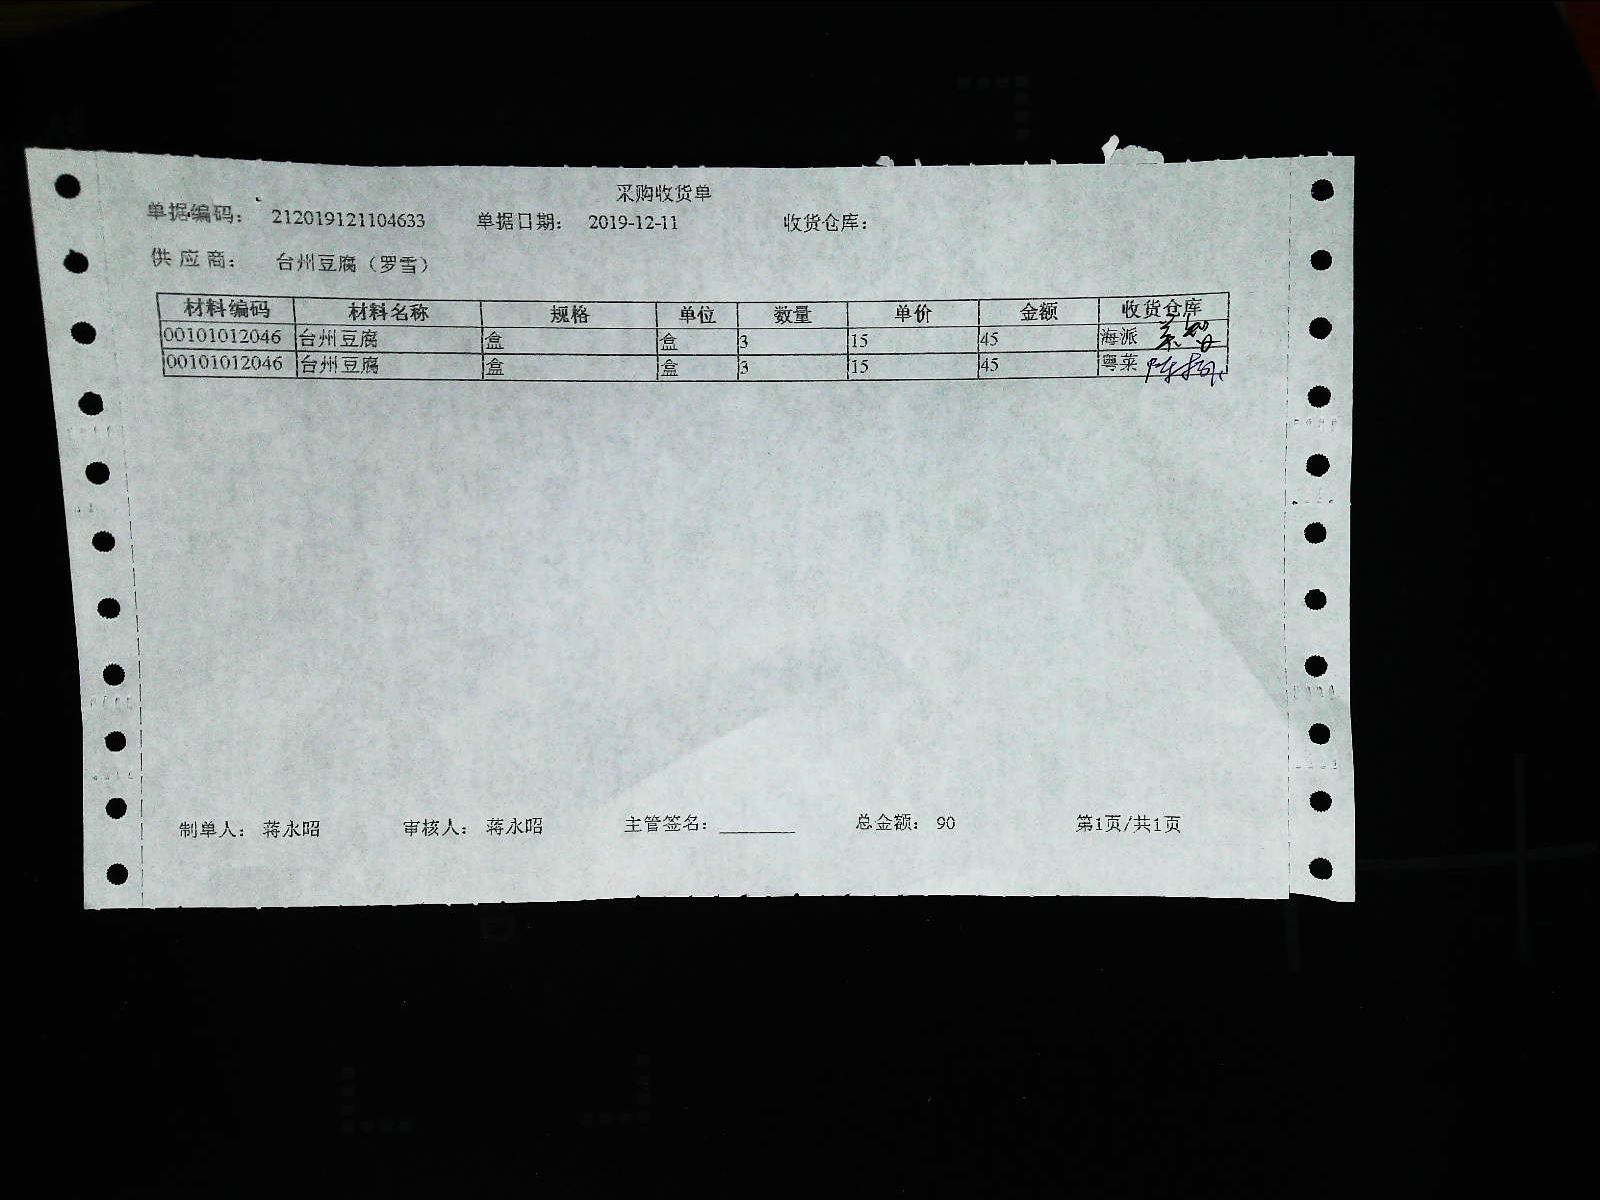 采购收货单
单据编码： 212019121104633 单据日期： 2019-12-11 收货仓库：
供应商： 台州豆腐（罗雪）
材料编码 材料名称 规格 单位 数量 单价 金额 收货仓库
00101012046 台州豆腐 盒 盒 3 15 45 海派
00101012046 台州豆腐 盒 盒 3 15 45 粤菜
制单人： 蒋永昭 审核人： 蒋永昭 主管签名： 总金额： 90 第1页/共1页